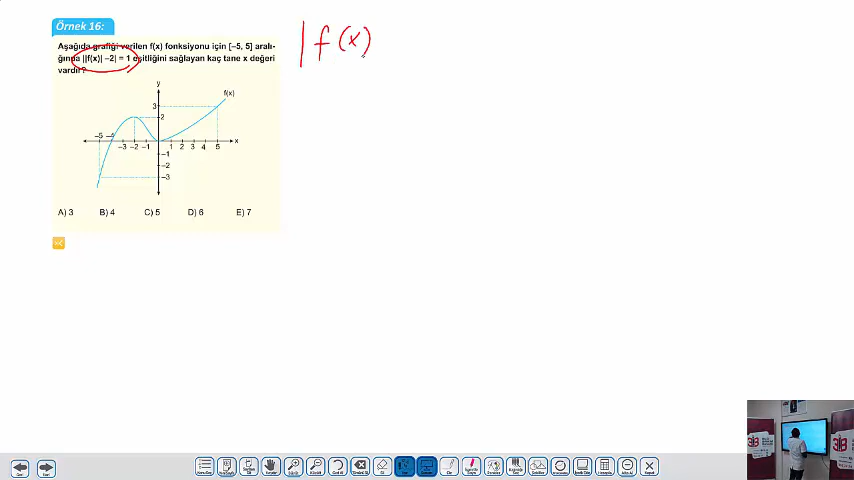 Örnek 16:
Aşağıda grafiği verilen f(x) fonksiyonu için [–5, 5] aralı-
ğında ||f(x)| –2| = 1 eşitliğini sağlayan kaç tane x değeri
vardır?
|f(x)
y
f(x)
3
2
–5 –4
–3 –2 –1 1 2 3 4 5 x
–1
–2
–3
A) 3 B) 4 C) 5 D) 6 E) 7